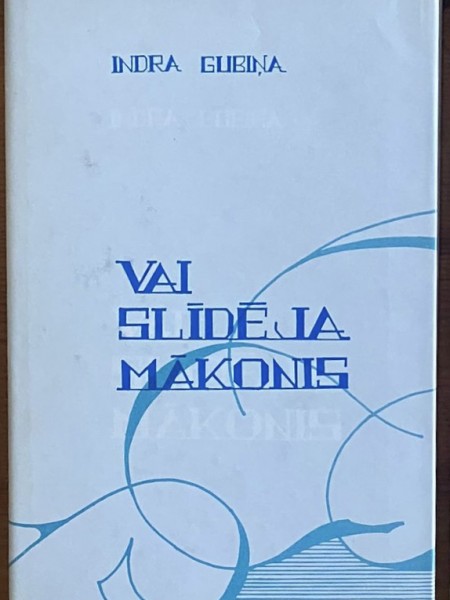 INDRA GUBIŅA
VAI
SLĪDĒJA
MĀKONIS